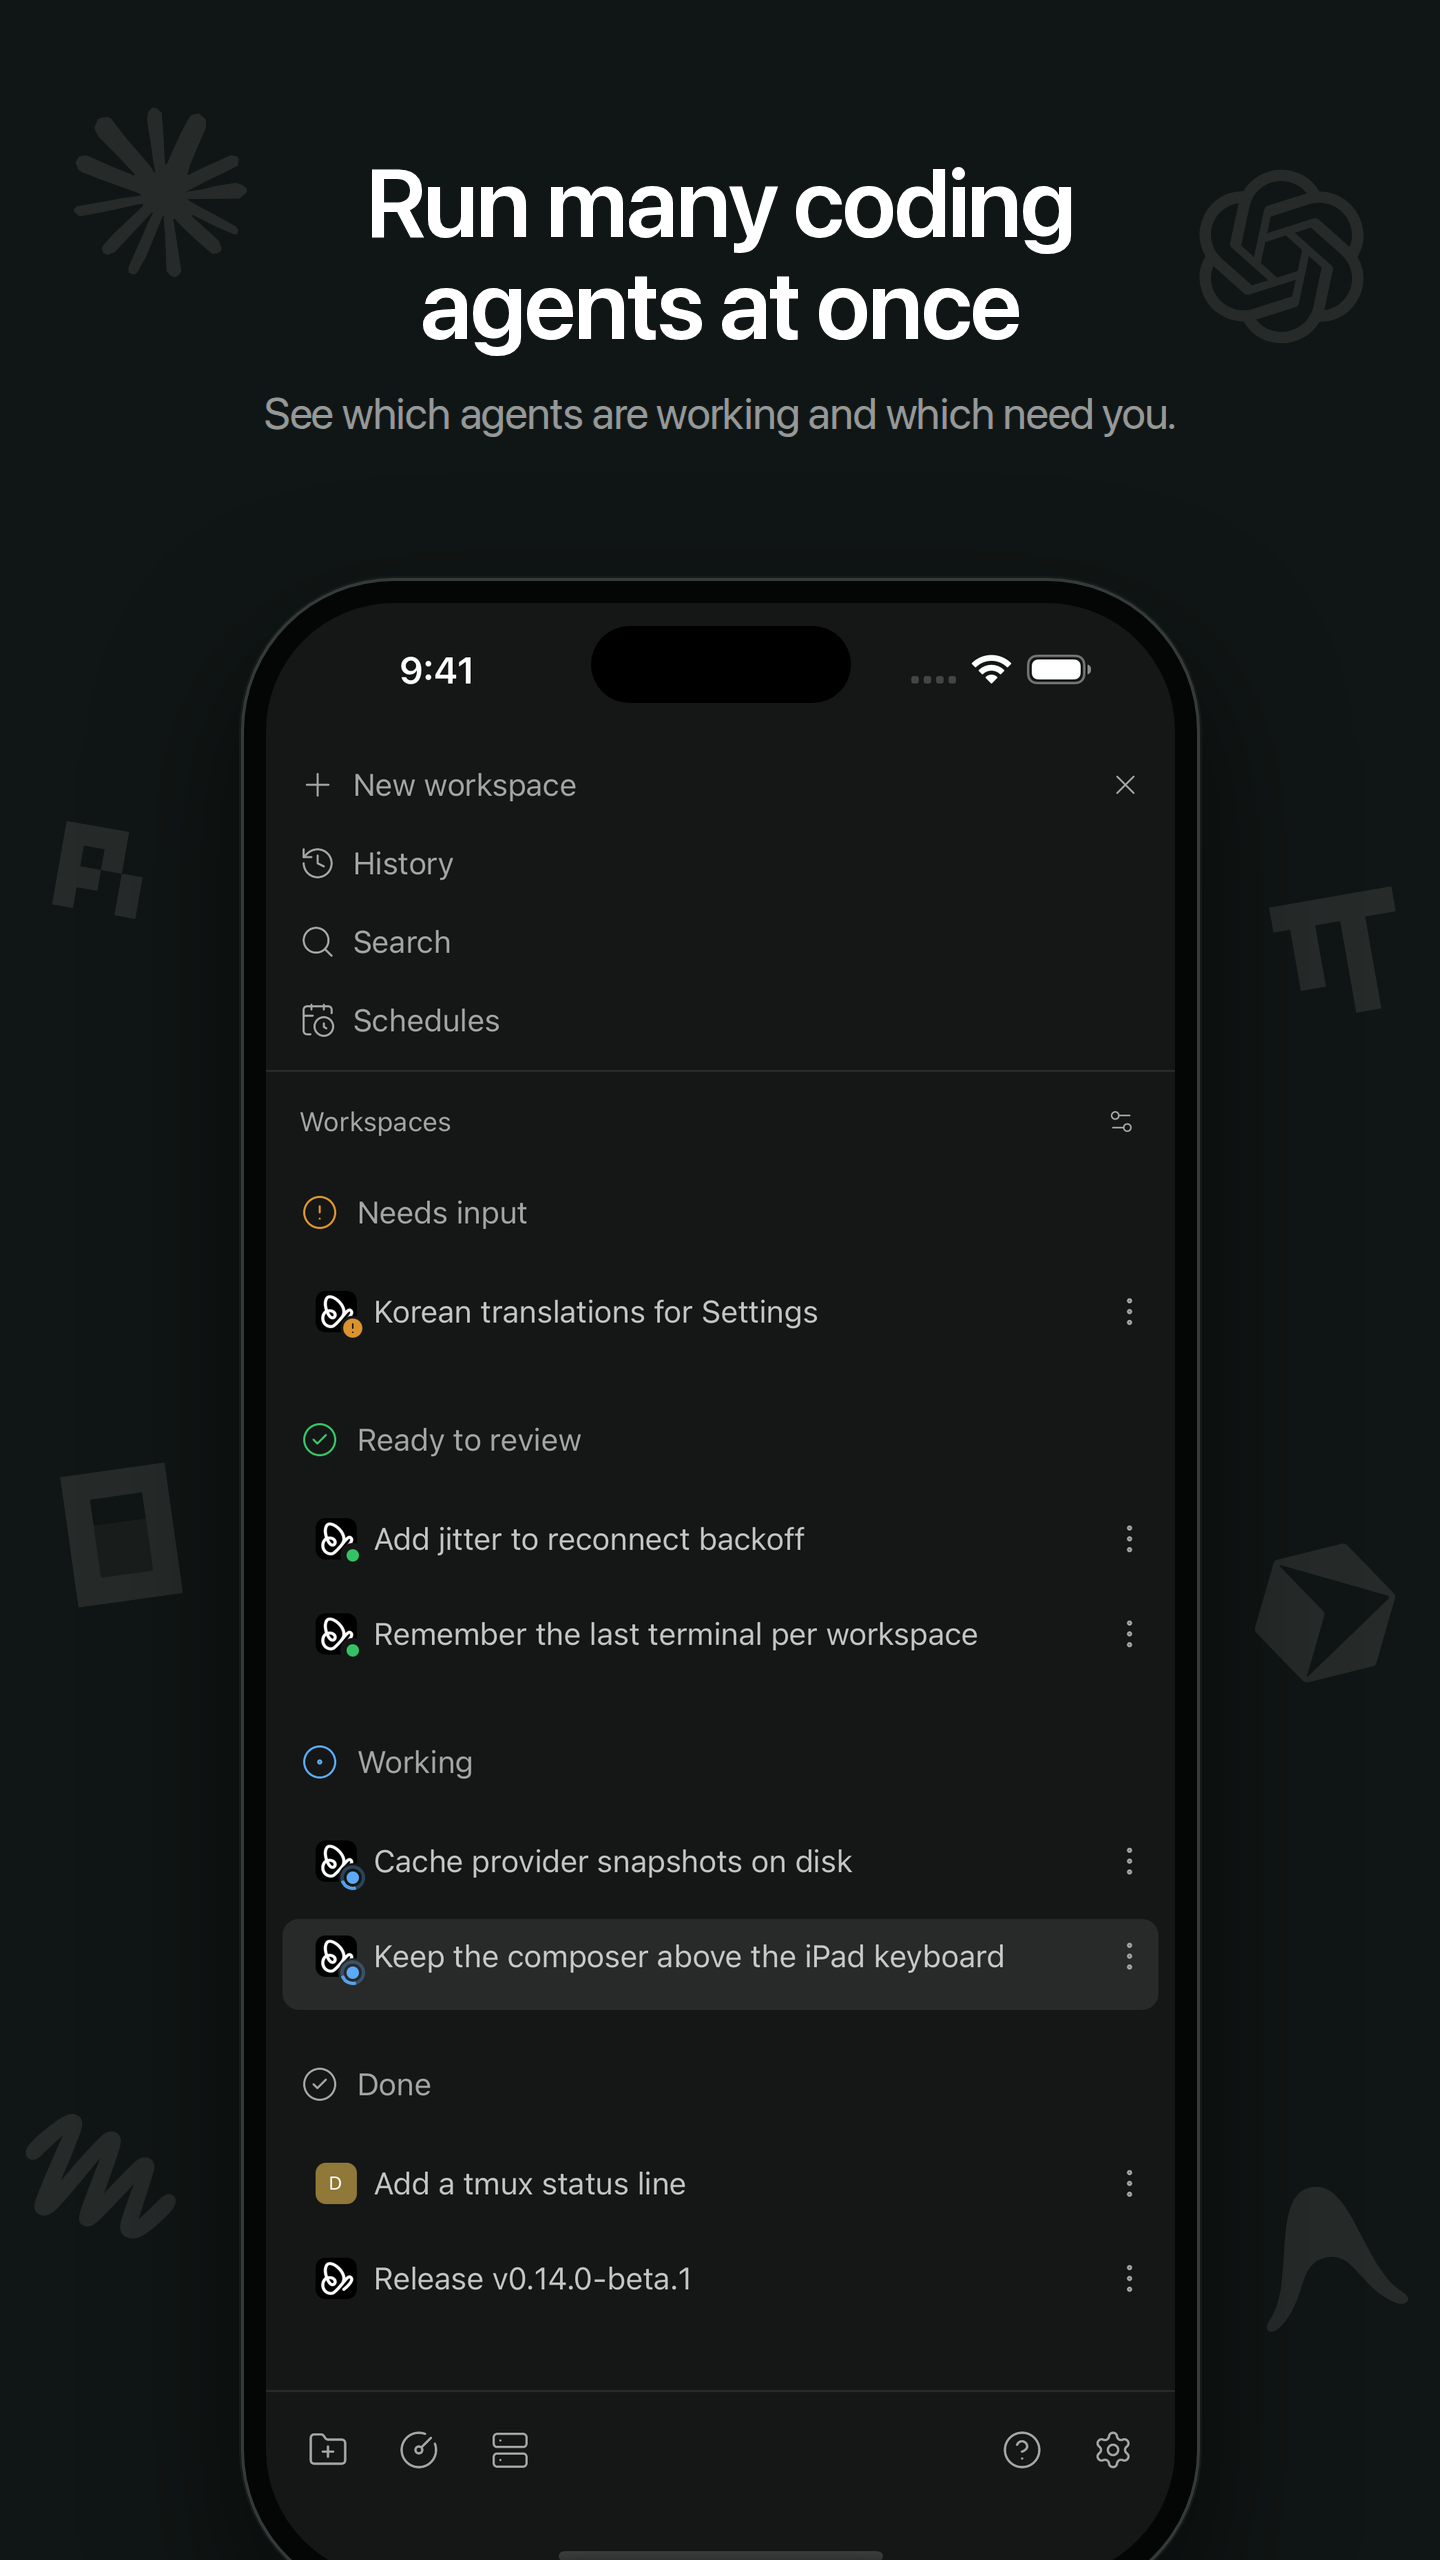 Run many coding
agents at once
See which agents are working and which need you.
9:41
New workspace
History
Search
Schedules
Workspaces
Needs input
Korean translations for Settings
Ready to review
Add jitter to reconnect backoff
Remember the last terminal per workspace
Working
Cache provider snapshots on disk
Keep the composer above the iPad keyboard
Done
D Add a tmux status line
Release v0.14.0-beta.1